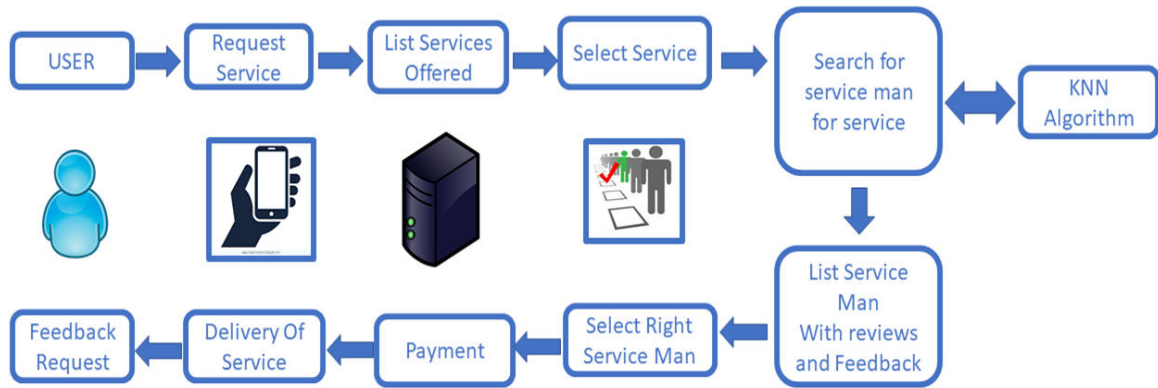 USER
Request
Service
List Services
Offered
Select Service
Search for
service man
for service
KNN
Algorithm
List Service
Man
With reviews
and Feedback
Select Right
Service Man
Payment
Delivery Of
Service
Feedback
Request